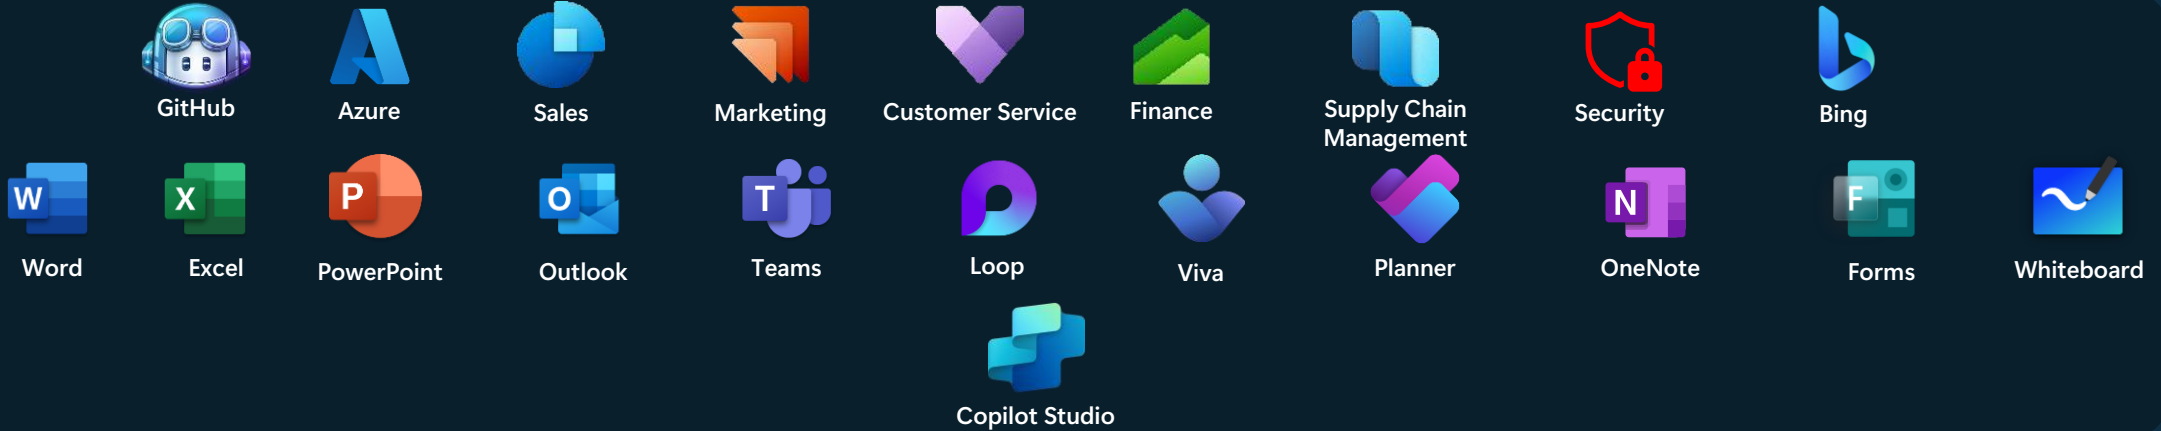 GitHub
Azure
Sales
Marketing
Customer Service
Finance
Supply Chain
Management
Security
Bing
W
X
P
O
T
N
F
Word
Excel
PowerPoint
Outlook
Teams
Loop
Viva
Planner
OneNote
Forms
Whiteboard
Copilot Studio